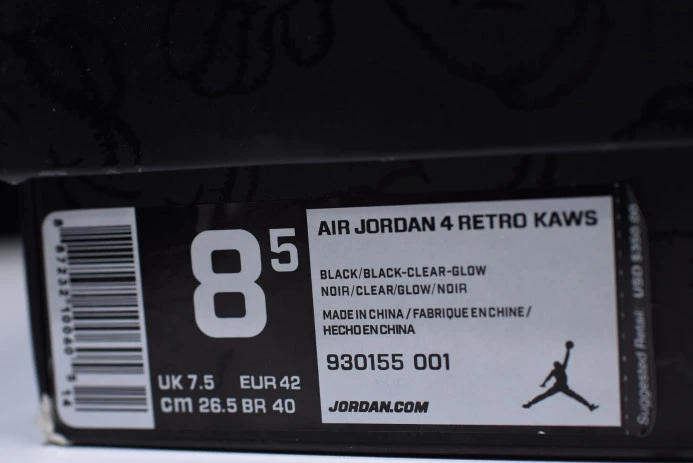 8 5
UK 7.5 EUR 42
cm 26.5 BR 40
AIR JORDAN 4 RETRO KAWS
BLACK/BLACK-CLEAR-GLOW
NOIR/CLEAR/GLOW/NOIR
MADE IN CHINA / FABRIQUE EN CHINE /
HECHO EN CHINA
930155 001
JORDAN.COM
Suggested Retail USD $350.00